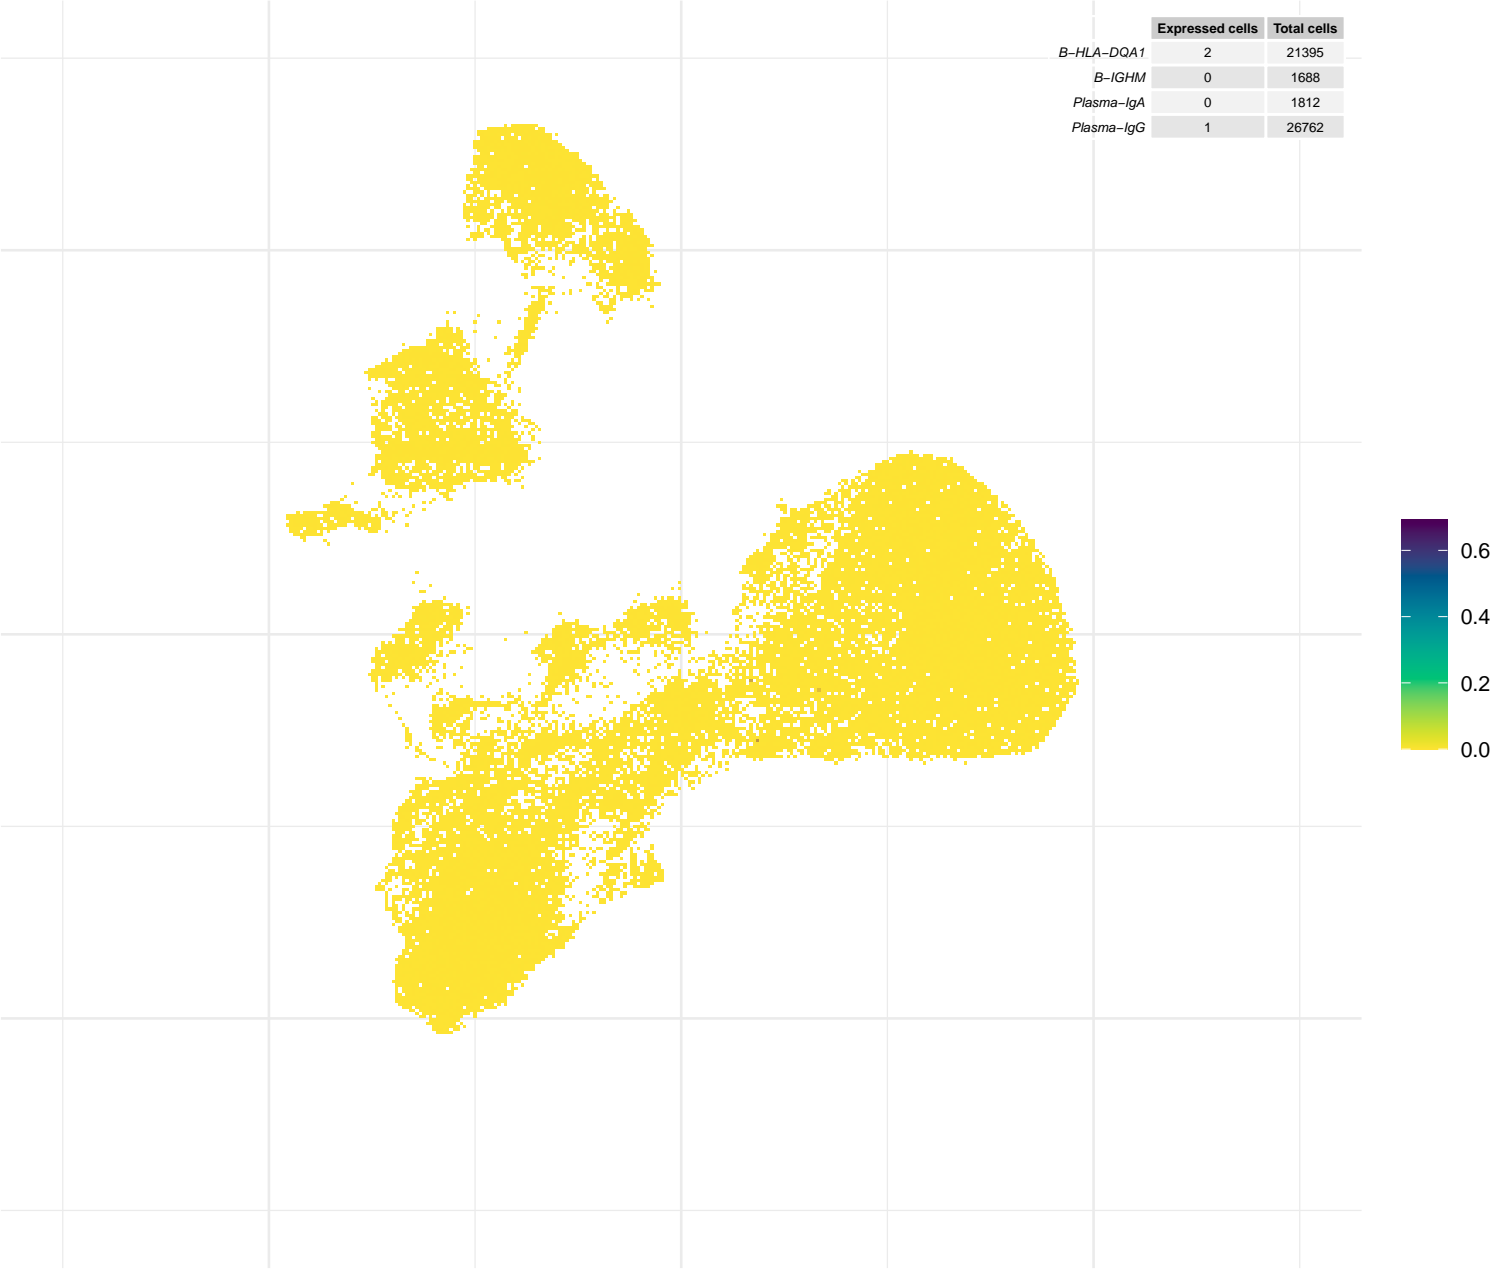 Expressed cells Total cells
B−HLA−DQA1 2 21395
B−IGHM 0 1688
Plasma−IgA 0 1812
Plasma−IgG 1 26762
0.6
0.4
0.2
0.0